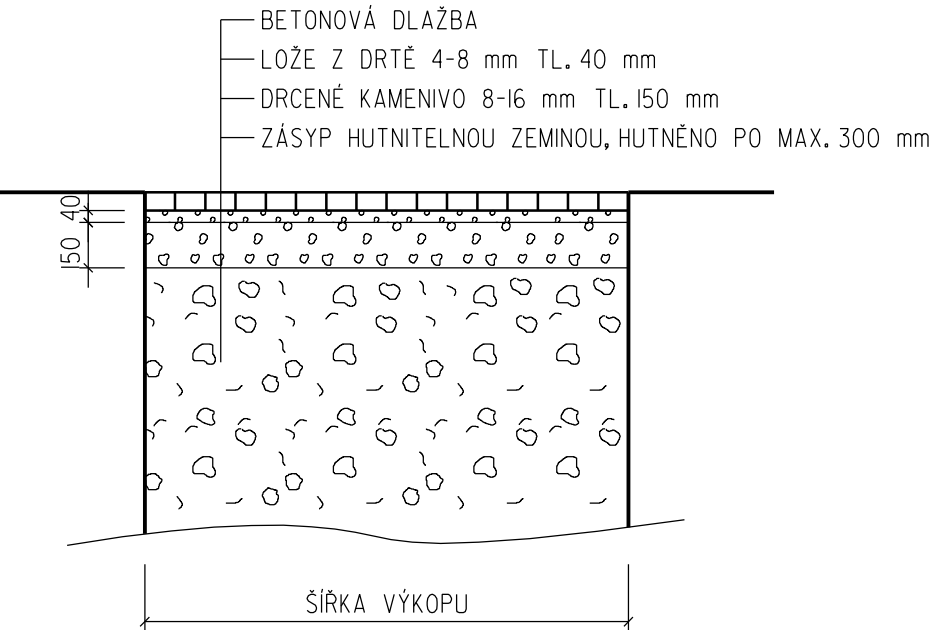 BETONOVÁ DLAŽBA
LOŽE Z DRTĚ 4-8 mm TL. 40 mm
DRCENÉ KAMENIVO 8-16 mm TL. 150 mm
ZÁSYP HUTNITELNOU ZEMINOU, HUTNĚNO PO MAX. 300 mm
40
150
ŠÍŘKA VÝKOPU